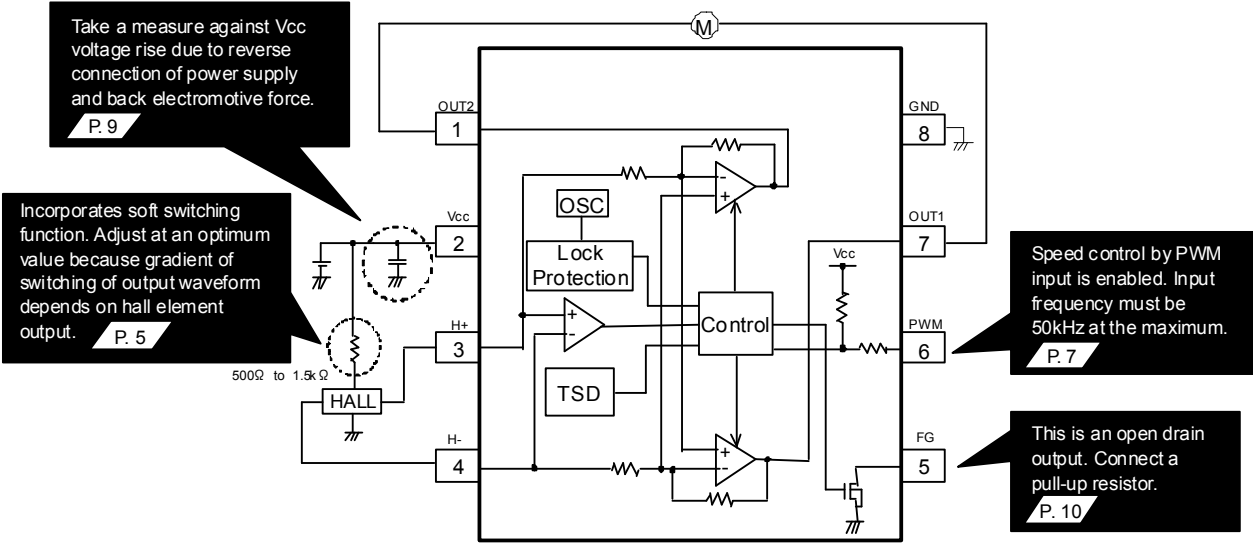 Take a measure against Vcc
voltage rise due to reverse
connection of power supply
and back electromotive force.
P. 9
Incorporates soft switching
function. Adjust at an optimum
value because gradient of
switching of output waveform
depends on hall element
output.
P. 5
500Ω to 1.5kΩ
HALL
M
OUT2
1
Vcc
2
H+
3
H-
4
OSC
Lock
Protection
+
-
TSD
-
+
Control
+
-
Vcc
GND
8
OUT1
7
PWM
6
FG
5
Speed control by PWM
input is enabled. Input
frequency must be
50kHz at the maximum.
P. 7
This is an open drain
output. Connect a
pull-up resistor.
P. 10